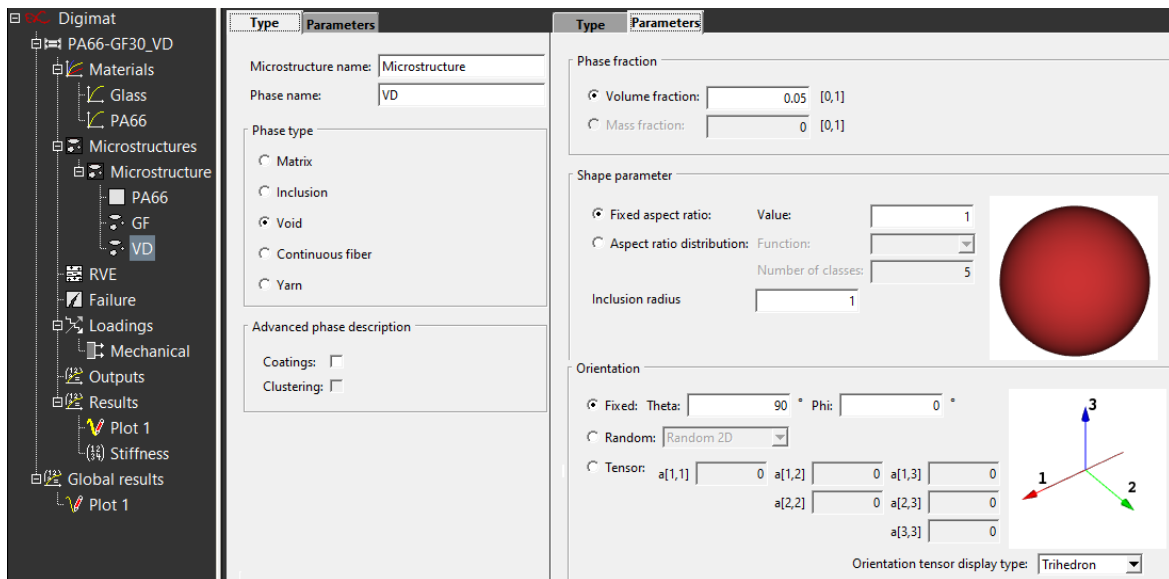 Digimat
PA66-GF30_VD
Materials
Glass
PA66
Microstructures
Microstructure
PA66
GF
VD
RVE
Failure
Loadings
Mechanical
Outputs
Results
Plot 1
Stiffness
Global results
Plot 1
Type Parameters
Microstructure name: Microstructure
Phase name: VD
Phase type
Matrix
Inclusion
Void
Continuous fiber
Yarn
Advanced phase description
Coatings:
Clustering:
Type Parameters
Phase fraction
Volume fraction: 0.05 [0,1]
Mass fraction: 0 [0,1]
Shape parameter
Fixed aspect ratio: Value: 1
Aspect ratio distribution: Function:
Number of classes: 5
Inclusion radius 1
Orientation
Fixed: Theta: 90 ° Phi: 0 °
Random: Random 2D
Tensor: a[1,1] 0 a[1,2] 0 a[1,3] 0
a[2,2] 0 a[2,3] 0
a[3,3] 0
3
1
2
Orientation tensor display type: Trihedron